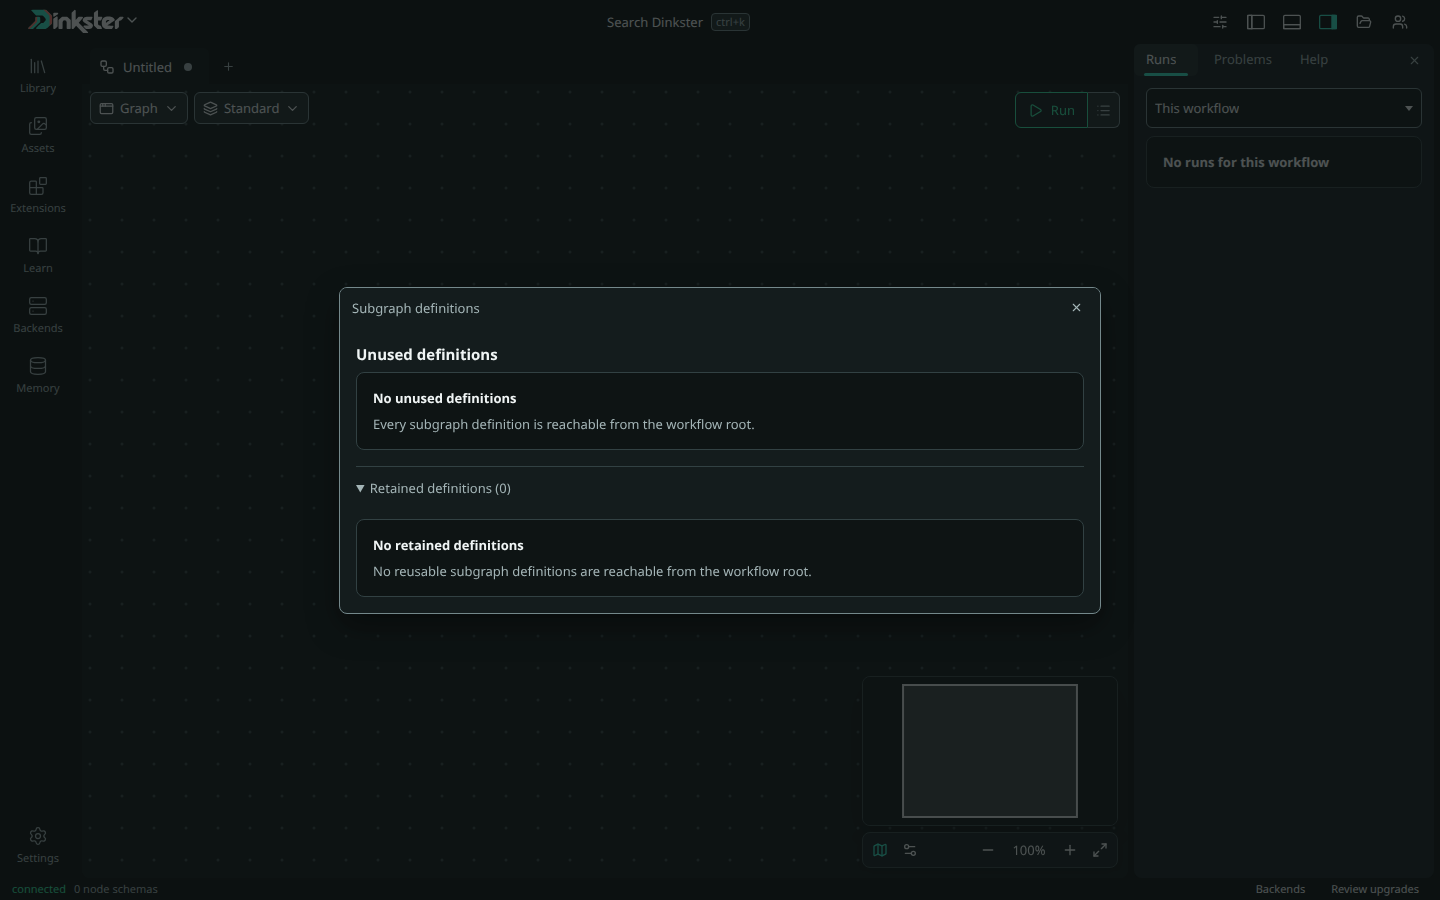 Dinkster
Search Dinkster ctrl+k
Library
Assets
Extensions
Learn
Backends
Memory
Settings
Untitled
Graph
Standard
Run
Runs
Problems
Help
This workflow
No runs for this workflow
Subgraph definitions
Unused definitions
No unused definitions
Every subgraph definition is reachable from the workflow root.
Retained definitions (0)
No retained definitions
No reusable subgraph definitions are reachable from the workflow root.
100%
connected 0 node schemas
Backends
Review upgrades